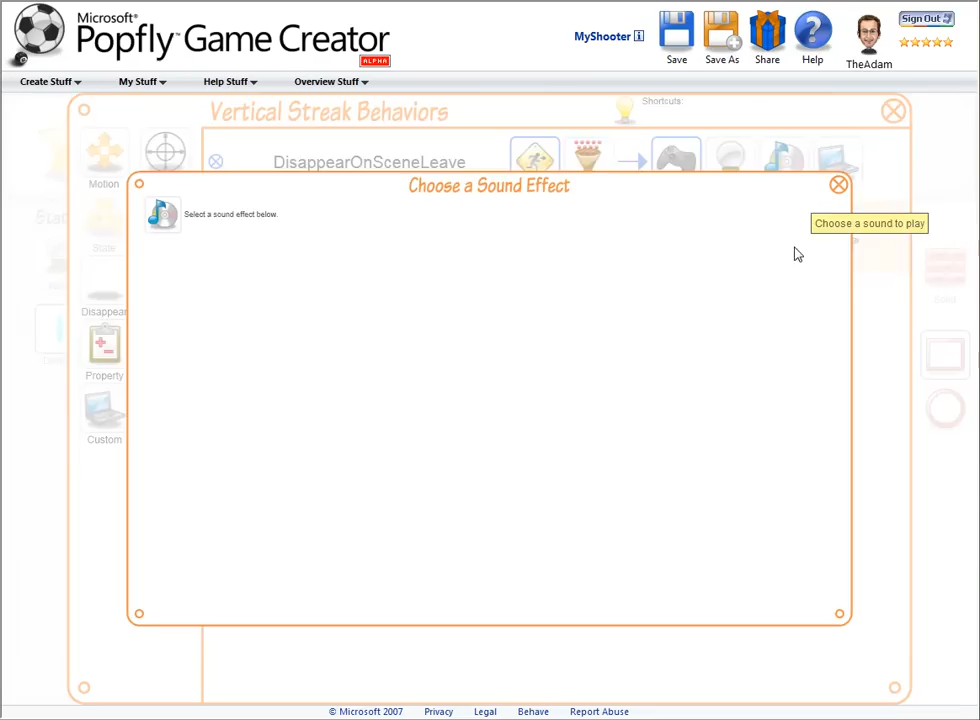 Microsoft®
Popfly™ Game Creator
ALPHA
MyShooter
Save
Save As
Share
Help
Sign Out
TheAdam
Create Stuff
My Stuff
Help Stuff
Overview Stuff
Vertical Streak Behaviors
Shortcuts:
DisappearOnSceneLeave
Motion
Choose a Sound Effect
Select a sound effect below.
Choose a sound to play
State
Disappear
Property
Custom
© Microsoft 2007
Privacy
Legal
Behave
Report Abuse